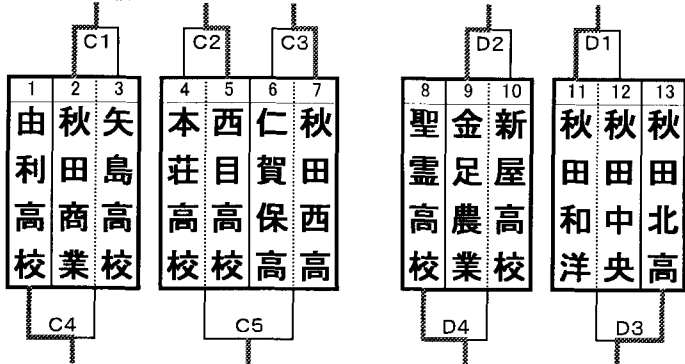 C1 C2 C3 D2 D1
1 2 3 4 5 6 7 8 9 10 11 12 13
由利高校
秋田商業
矢島高校
本荘高校
西目高校
仁賀保高
秋田西高
聖霊高校
金足農業
新屋高校
秋田和洋
秋田中央
秋田北高
C4 C5 D4 D3